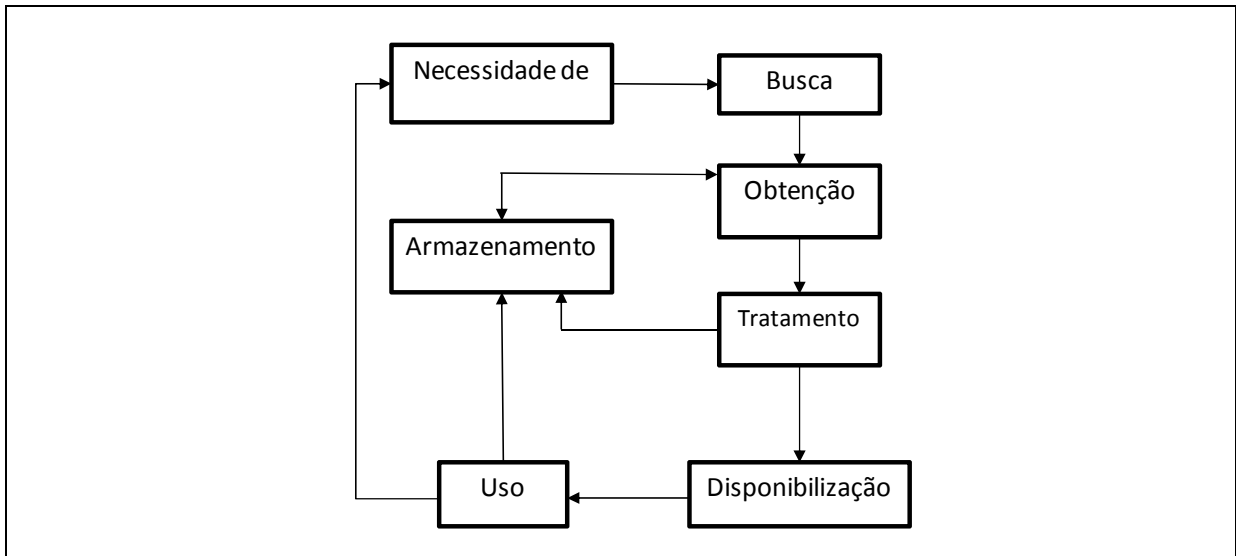 Necessidade de
Busca
Obtenção
Armazenamento
Tratamento
Uso
Disponibilização